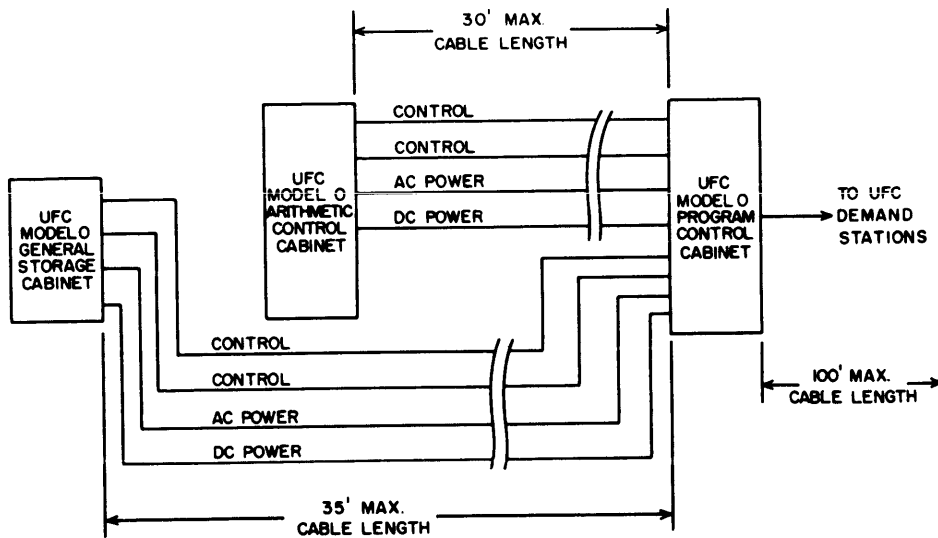 30' MAX.
CABLE LENGTH
CONTROL
CONTROL
AC POWER
DC POWER
UFC
MODEL O
ARITHMETIC
CONTROL
CABINET
UFC
MODEL O
PROGRAM
CONTROL
CABINET
TO UFC
DEMAND
STATIONS
UFC
MODEL O
GENERAL
STORAGE
CABINET
CONTROL
CONTROL
AC POWER
DC POWER
100' MAX.
CABLE LENGTH
35' MAX.
CABLE LENGTH